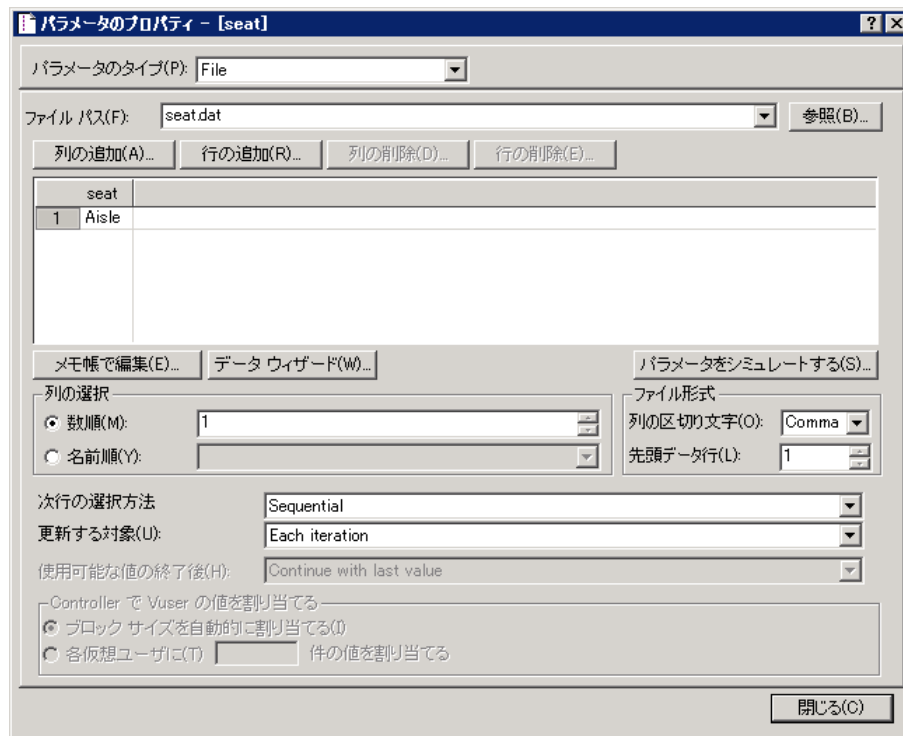 パラメータのプロパティ - [seat]
パラメータのタイプ(P): File
ファイル パス(F): seat.dat 参照(B)...
列の追加(A)... 行の追加(R)... 列の削除(D)... 行の削除(E)...
seat
1 Aisle
メモ帳で編集(E)... データ ウィザード(W)... パラメータをシミュレートする(S)...
列の選択 ファイル形式
数順(M): 1 列の区切り文字(O): Comma
名前順(Y): 先頭データ行(L): 1
次行の選択方法 Sequential
更新する対象(U): Each iteration
使用可能な値の終了後(H): Continue with last value
Controller で Vuser の値を割り当てる
ブロック サイズを自動的に割り当てる(I)
各仮想ユーザに(T) 件の値を割り当てる
閉じる(C)